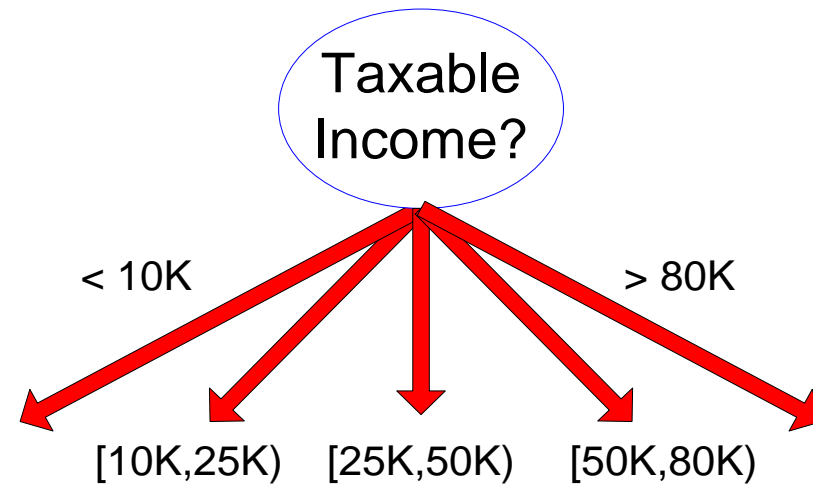 Taxable
Income?
< 10K
> 80K
[10K,25K)
[25K,50K)
[50K,80K)